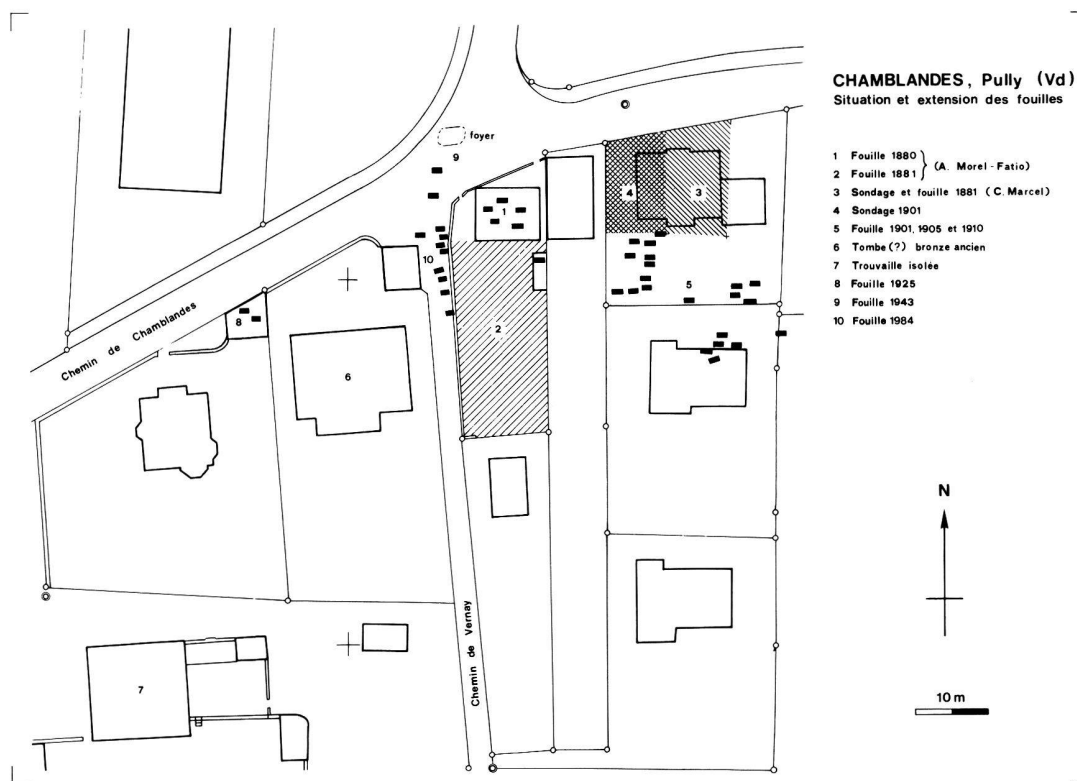 CHAMBLANDES, Pully (Vd)
Situation et extension des fouilles
1 Fouille 1880
2 Fouille 1881
(A. Morel-Fatio)
3 Sondage et fouille 1881 (C. Marcel)
4 Sondage 1901
5 Fouille 1901, 1905 et 1910
6 Tombe (?) bronze ancien
7 Trouvaille isolée
8 Fouille 1925
9 Fouille 1943
10 Fouille 1984
foyer
9
1
4
3
10
5
8
2
6
7
Chemin de Chamblandes
Chemin de Vernay
N
10 m